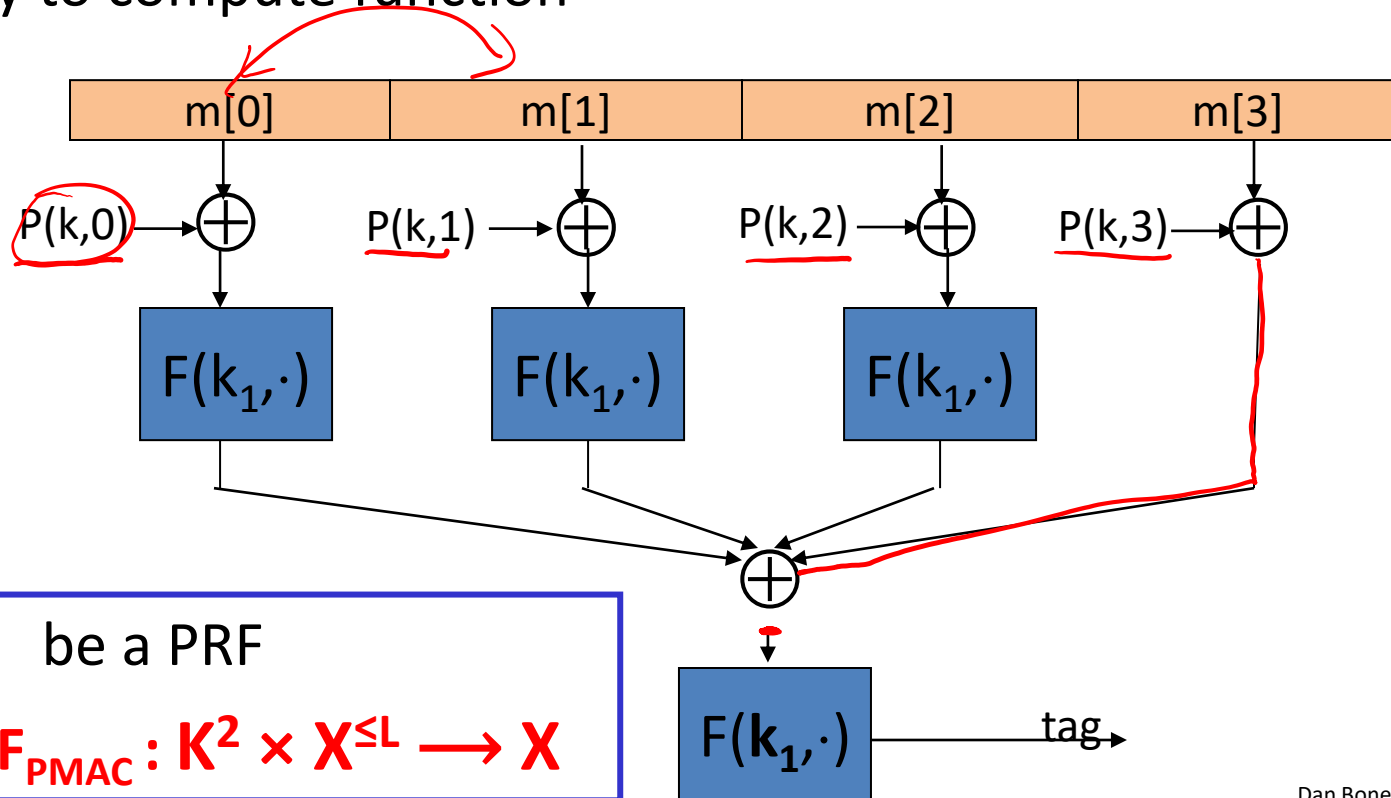 y to compute function
m[0] m[1] m[2] m[3]
P(k,0) P(k,1) P(k,2) P(k,3)
F(k₁,·) F(k₁,·) F(k₁,·)
be a PRF
F_PMAC : K² × X^≤L ⟶ X
F(k₁,·)
tag
Dan Bone